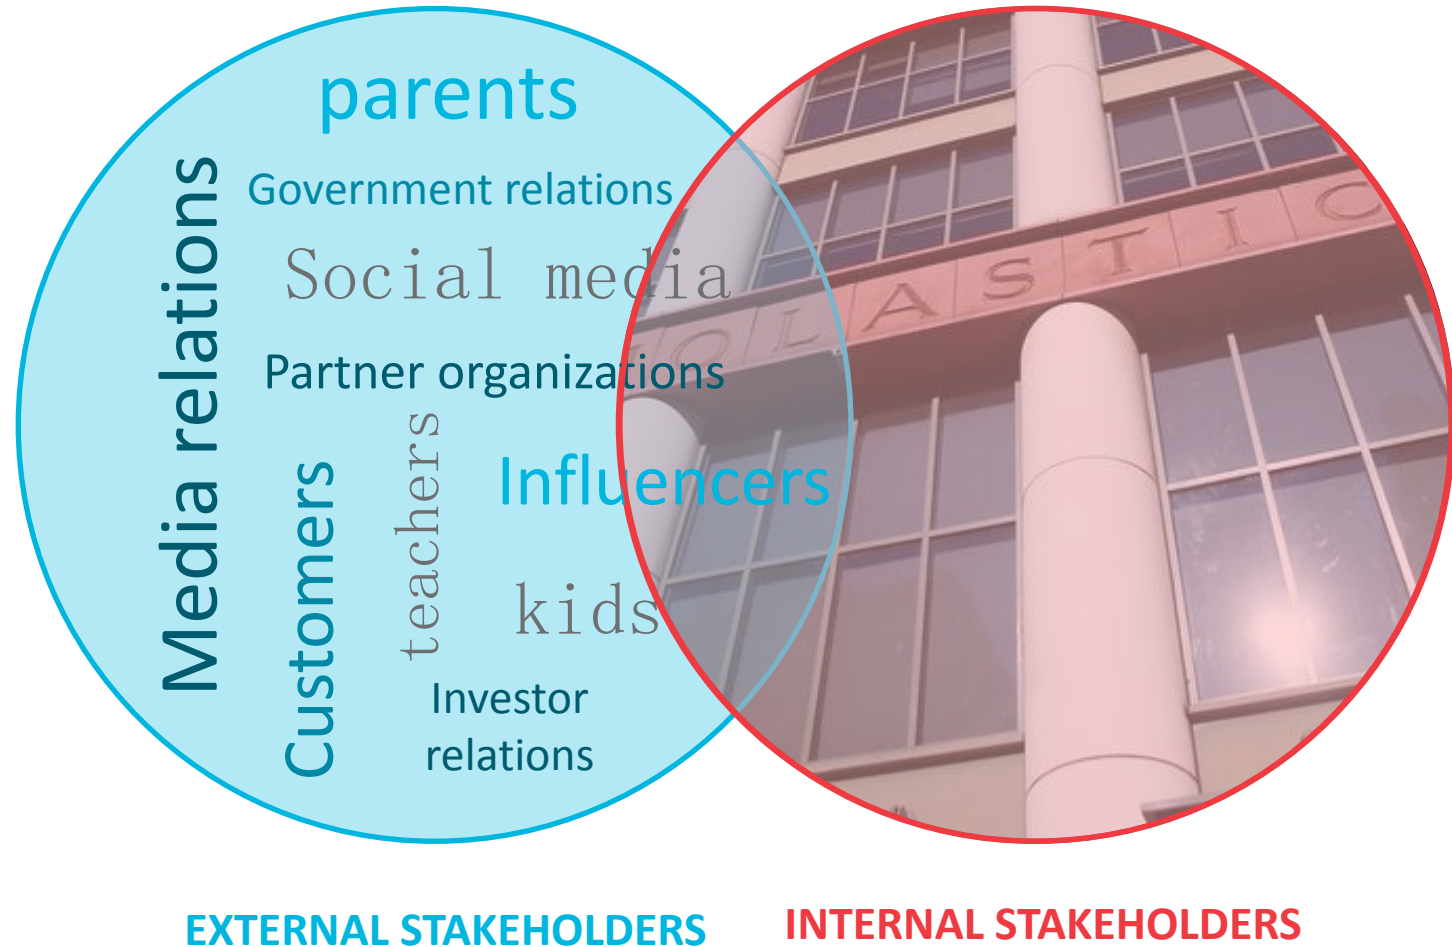 parents
Government relations
Social media
Media relations
Partner organizations
Customers
teachers
Influencers
kids
Investor
relations
OLASTIC
EXTERNAL STAKEHOLDERS
INTERNAL STAKEHOLDERS